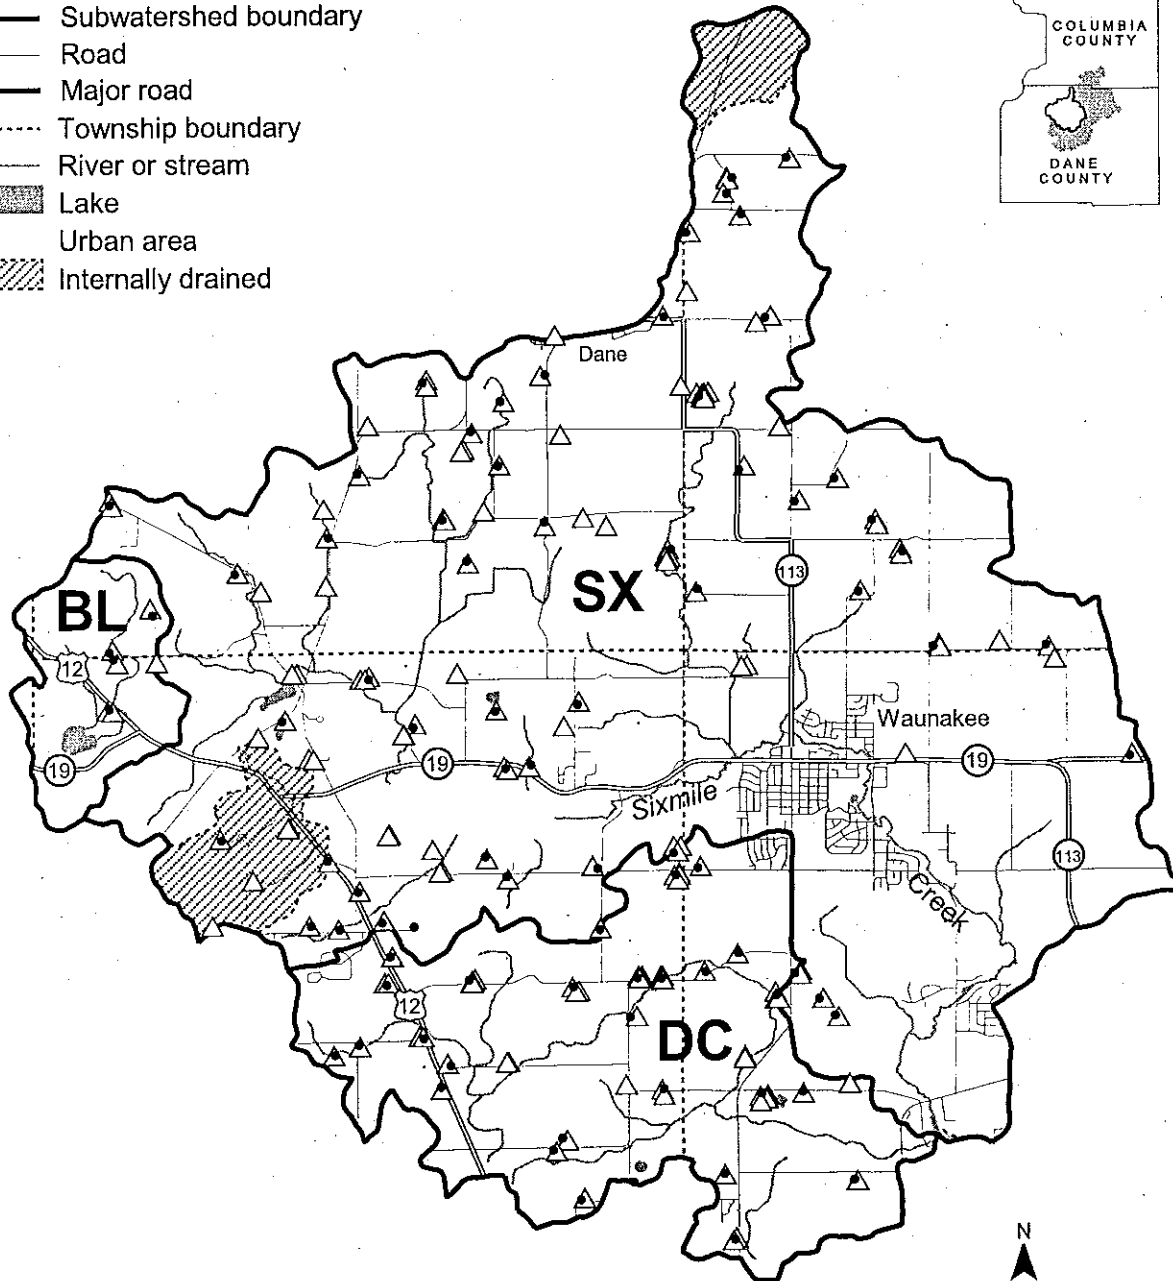 Subwatershed boundary
Road
Major road
Township boundary
River or stream
Lake
Urban area
Internally drained
COLUMBIA
COUNTY
DANE
COUNTY
Dane
SX
113
BL
12
Waunakee
19
19
19
Sixmile
113
Creek
12
DC
N